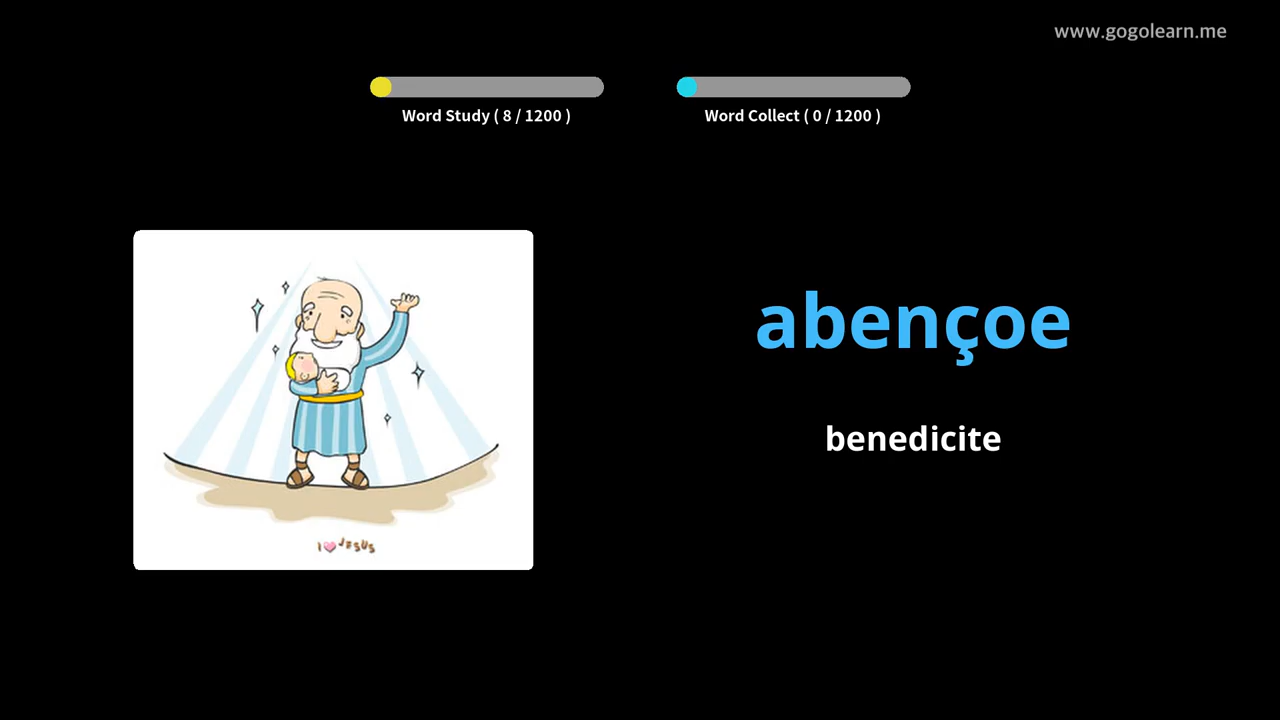 www.gogolearn.me
Word Study ( 8 / 1200 )
Word Collect ( 0 / 1200 )
abençoe
benedicite
I JESUS